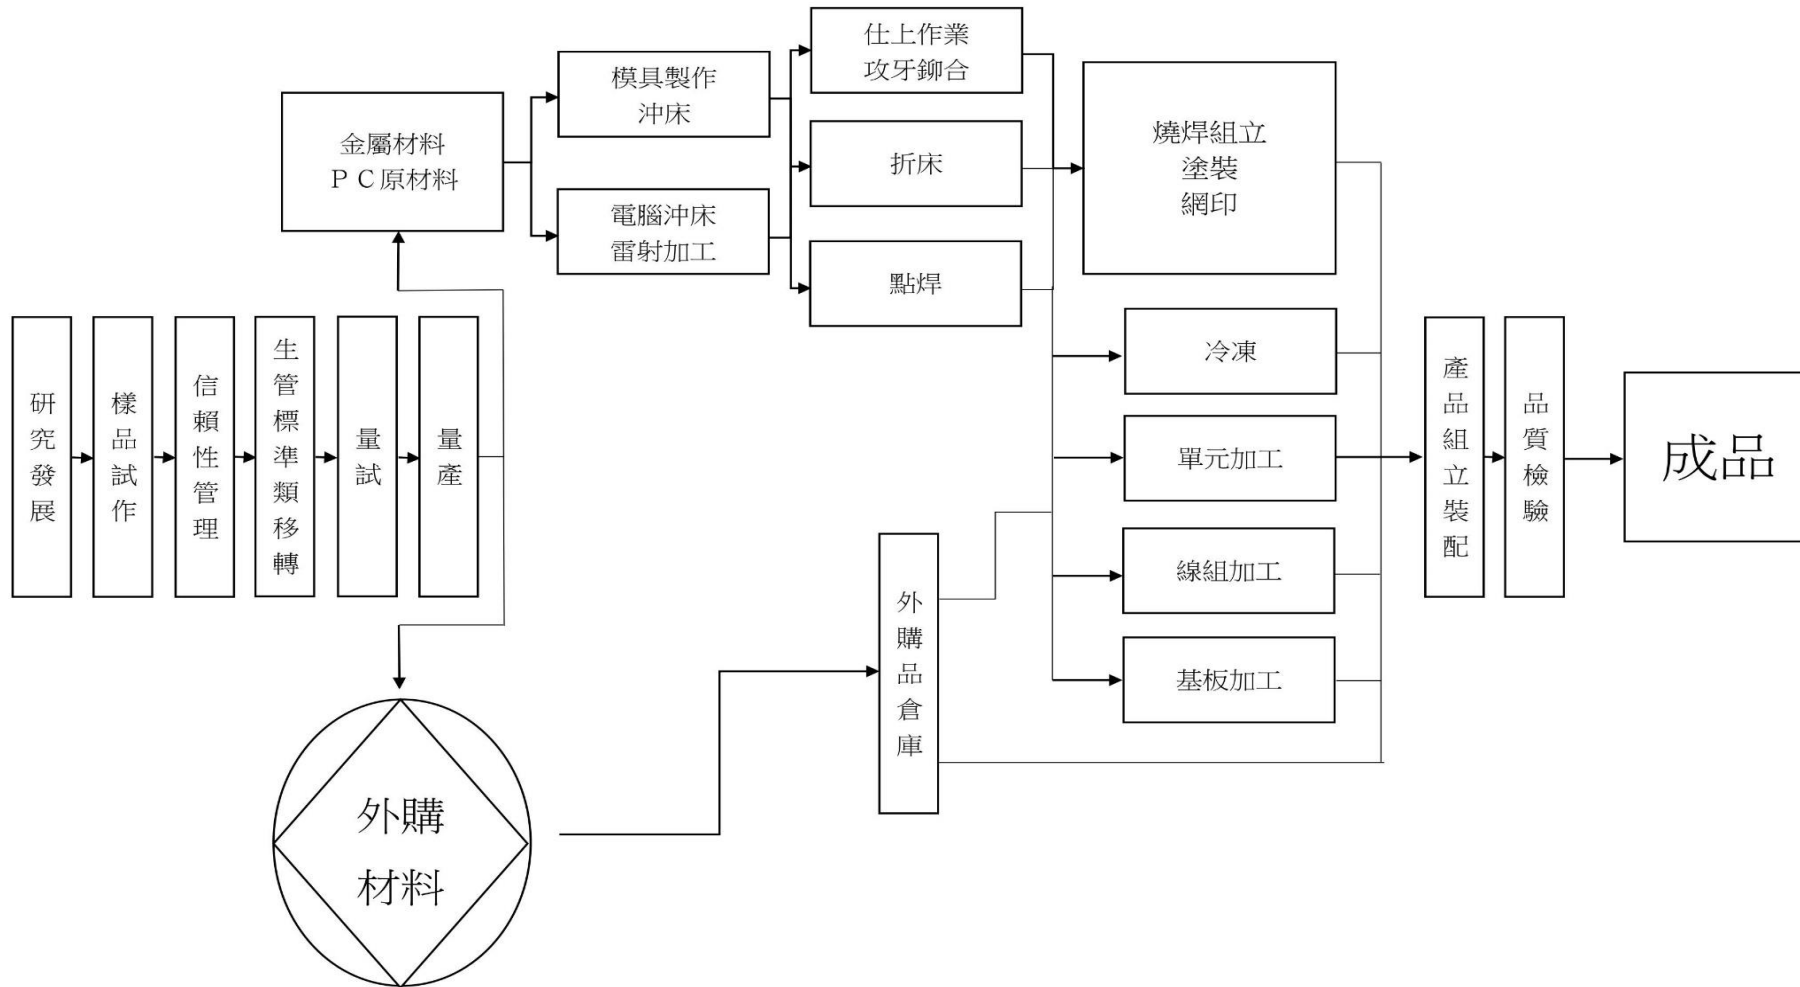 仕上作業
攻牙鉚合
模具製作
沖床
燒焊組立
塗裝
網印
金屬材料
ＰＣ原材料
折床
電腦沖床
雷射加工
點焊
冷凍
單元加工
線組加工
基板加工
研究發展
樣品試作
信賴性管理
生管標準類移轉
量試
量產
產品組立裝配
品質檢驗
成品
外購品倉庫
外購
材料